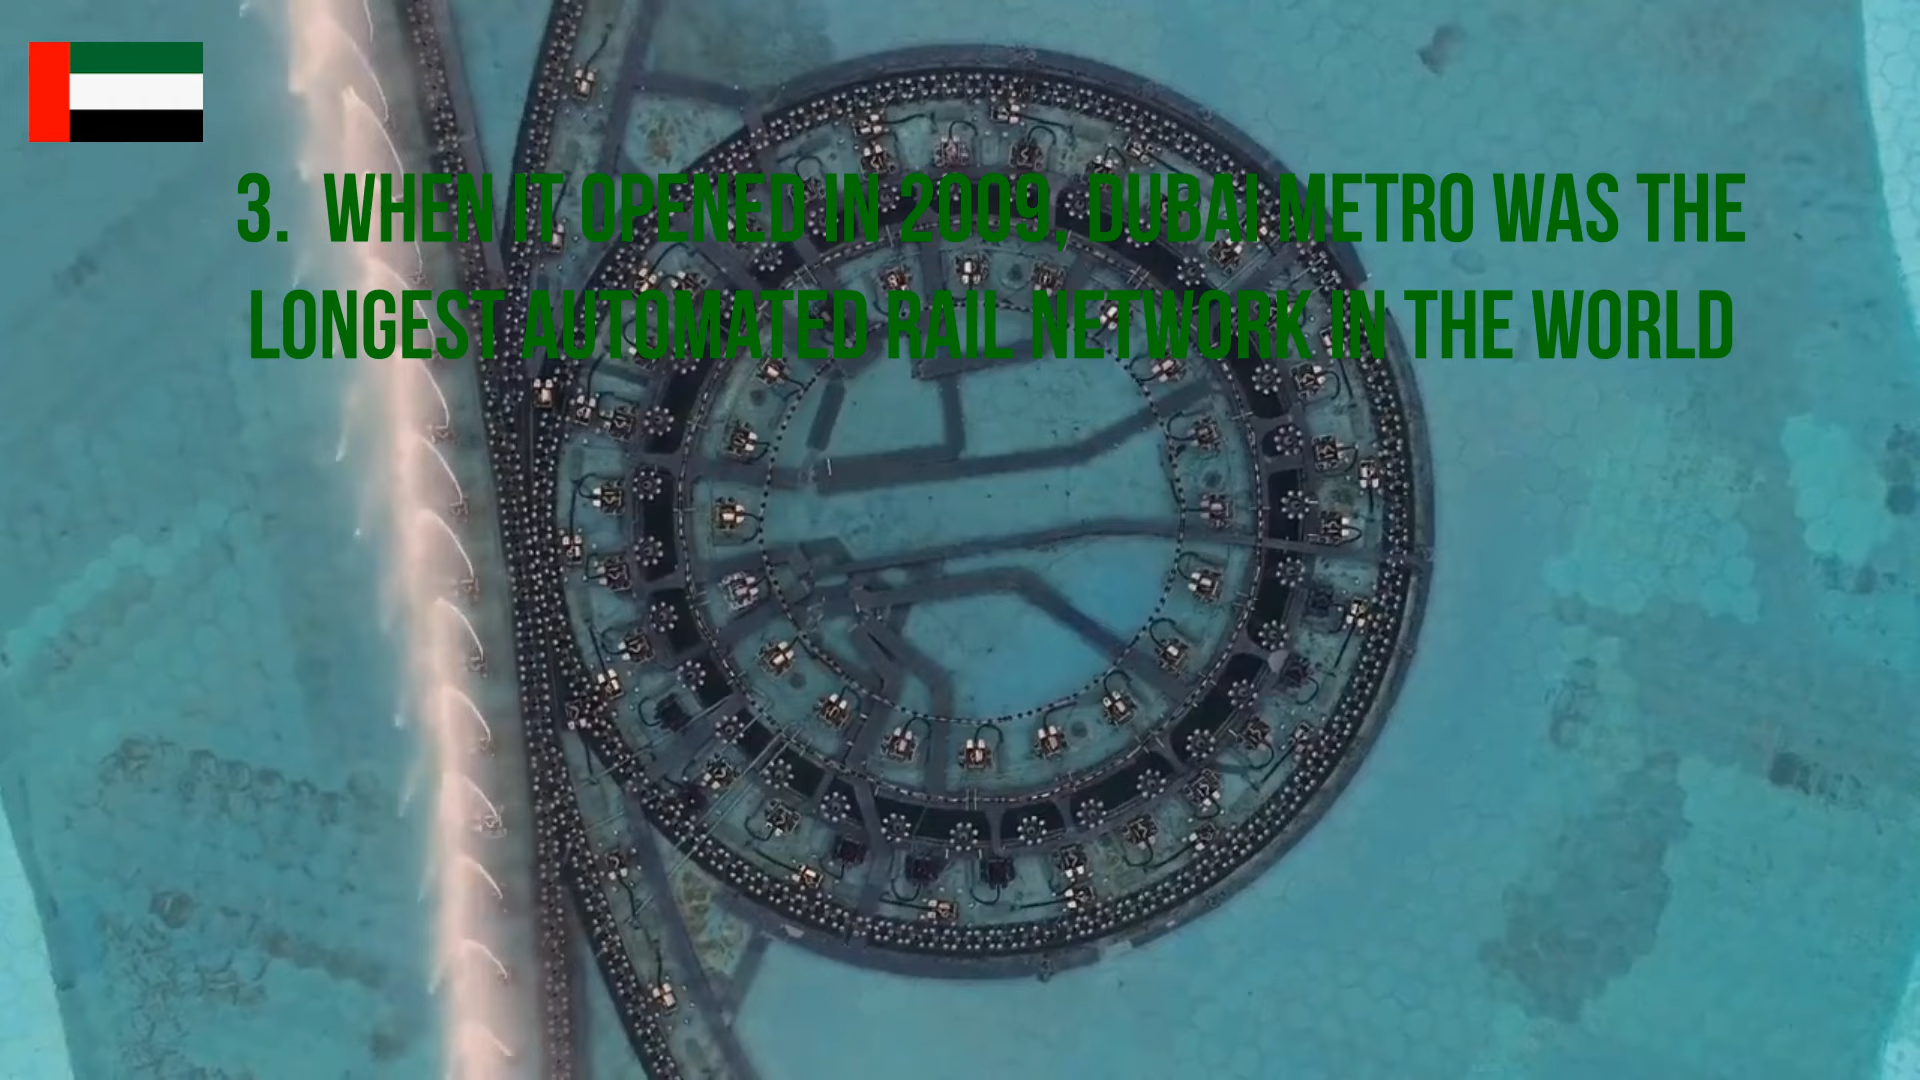 3. WHEN IT OPENED IN 2009, DUBAI METRO WAS THE
LONGEST AUTOMATED RAIL NETWORK IN THE WORLD